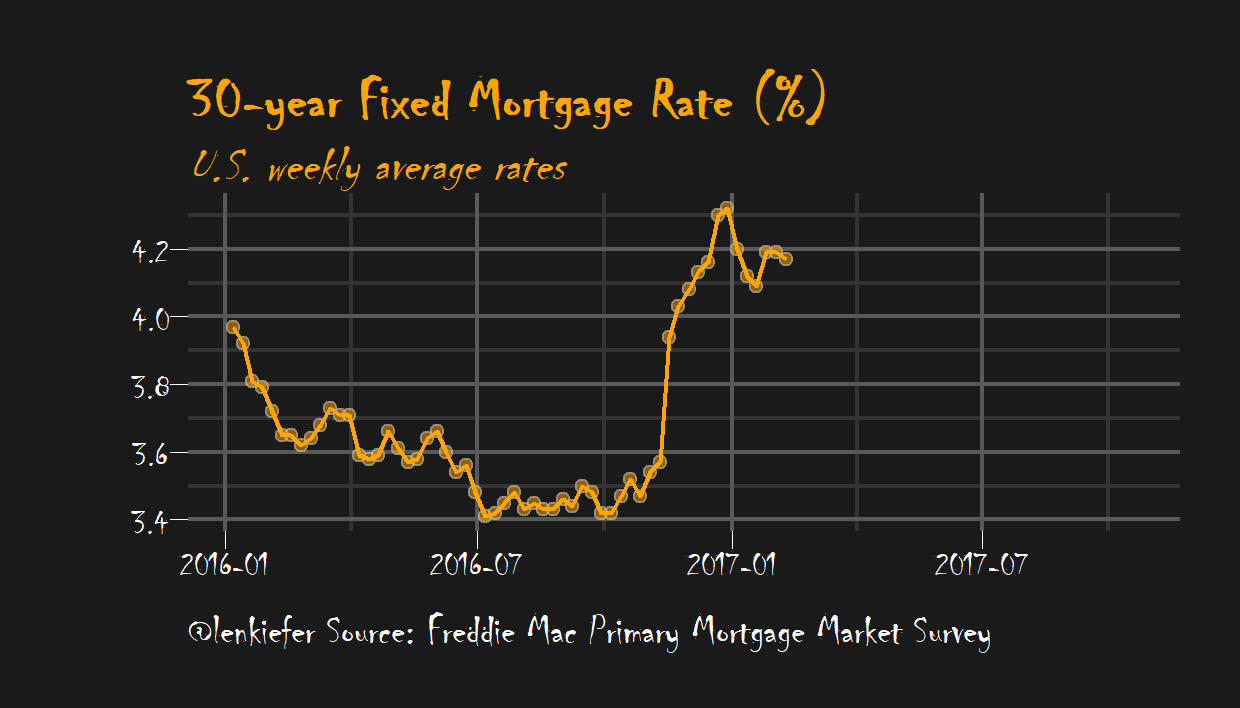 30-year Fixed Mortgage Rate (%)
U.S. weekly average rates
4.2
4.0
3.8
3.6
3.4
2016-01 2016-07 2017-01 2017-07
@lenkiefer Source: Freddie Mac Primary Mortgage Market Survey